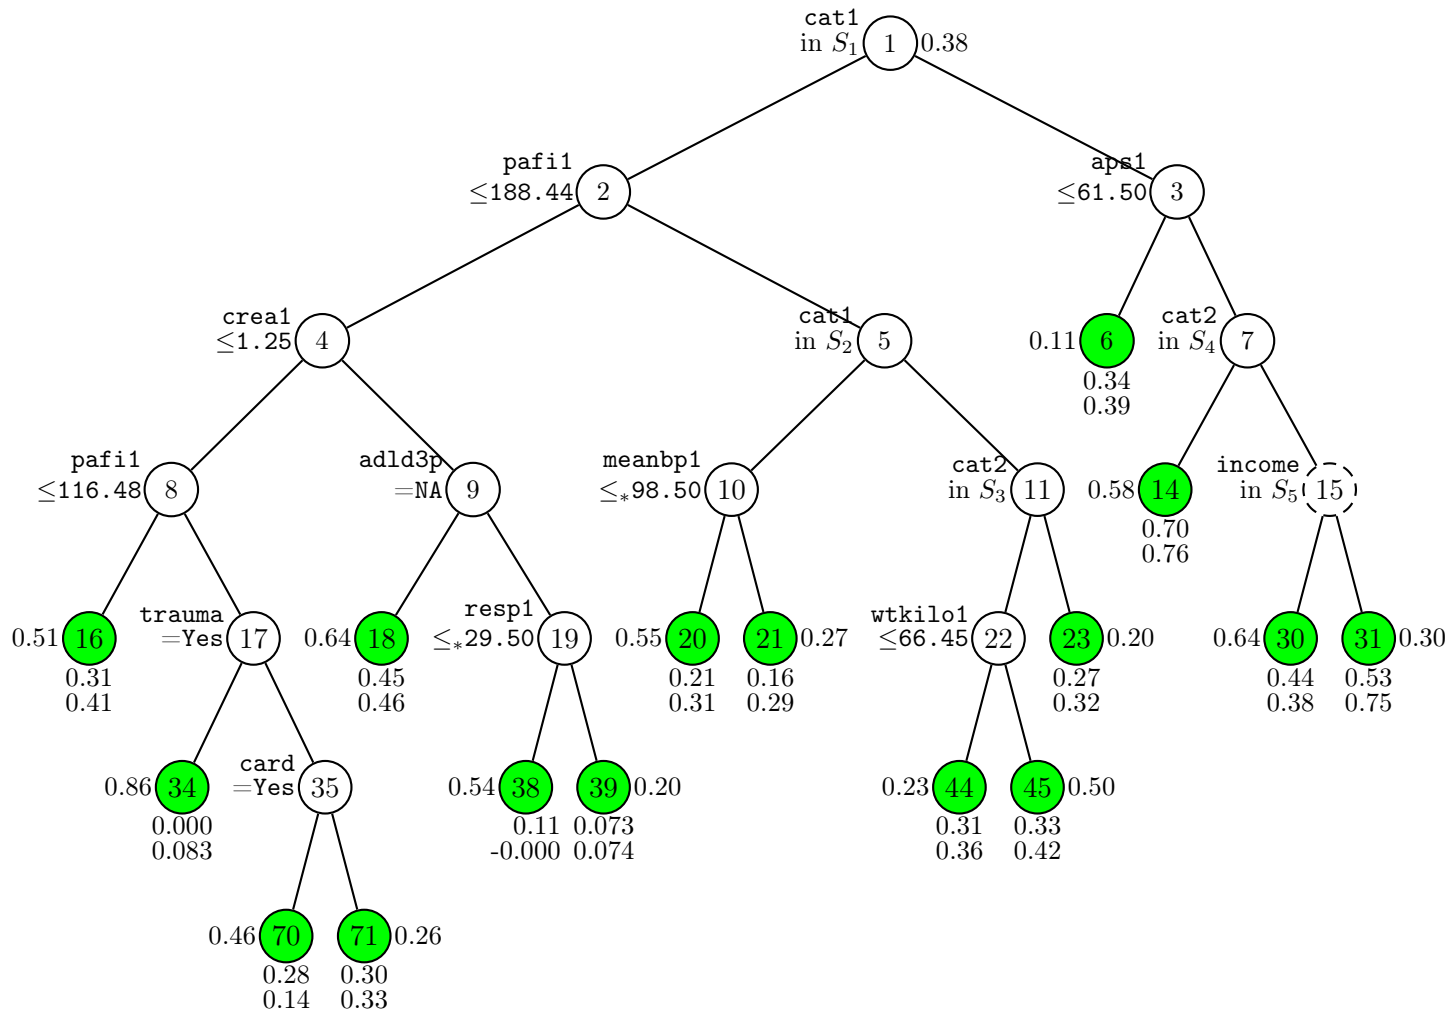 cat1
in S₁ 1 0.38
pafi1
≤188.44 2
aps1
≤61.50 3
crea1
≤1.25 4
cat1
in S₂ 5
0.11 6
0.34
0.39
cat2
in S₄ 7
pafi1
≤116.48 8
adld3p
=NA 9
meanbp1
≤*98.50 10
cat2
in S₃ 11
0.58 14
0.70
0.76
income
in S₅ 15
0.51 16
0.31
0.41
trauma
=Yes 17
0.64 18
0.45
0.46
resp1
≤*29.50 19
0.55 20
0.21
0.31
21 0.27
0.16
0.29
wtkilo1
≤66.45 22
23 0.20
0.27
0.32
0.64 30
0.44
0.38
31 0.30
0.53
0.75
0.86 34
0.000
0.083
card
=Yes 35
0.54 38
0.11
-0.000
39 0.20
0.073
0.074
0.23 44
0.31
0.36
45 0.50
0.33
0.42
0.46 70
0.28
0.14
71 0.26
0.30
0.33